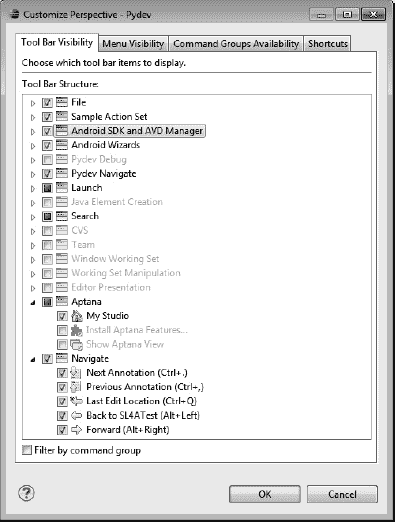 Customize Perspective - Pydev
Tool Bar Visibility Menu Visibility Command Groups Availability Shortcuts
Choose which tool bar items to display.
Tool Bar Structure:
File
Sample Action Set
Android SDK and AVD Manager
Android Wizards
Pydev Debug
Pydev Navigate
Launch
Java Element Creation
Search
CVS
Team
Window Working Set
Working Set Manipulation
Editor Presentation
Aptana
My Studio
Install Aptana Features...
Show Aptana View
Navigate
Next Annotation (Ctrl+.)
Previous Annotation (Ctrl+,)
Last Edit Location (Ctrl+Q)
Back to SL4ATest (Alt+Left)
Forward (Alt+Right)
Filter by command group
OK Cancel